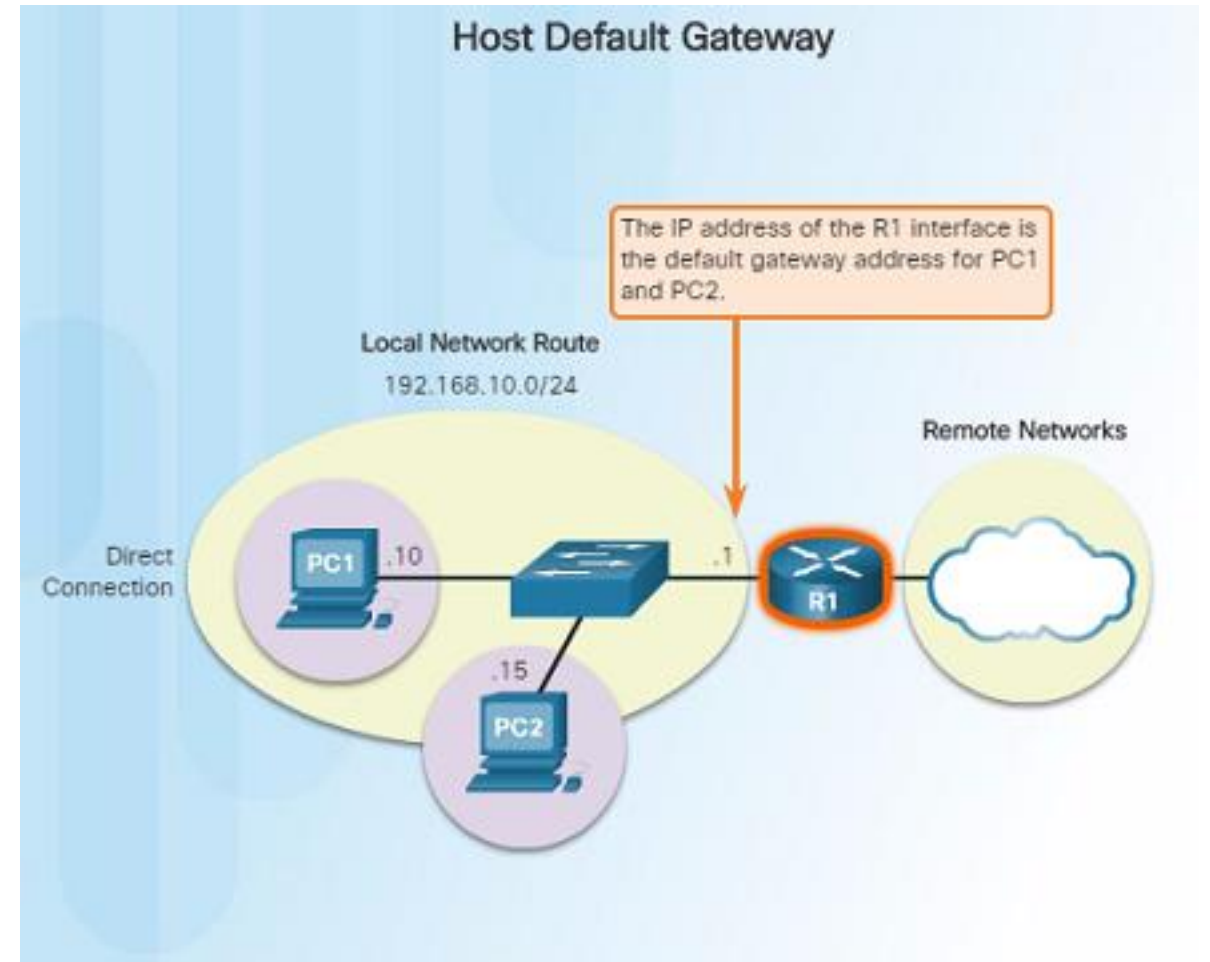 Host Default Gateway
The IP address of the R1 interface is
the default gateway address for PC1
and PC2.
Local Network Route
192.168.10.0/24
Remote Networks
Direct
Connection
PC1
.10
.1
R1
.15
PC2